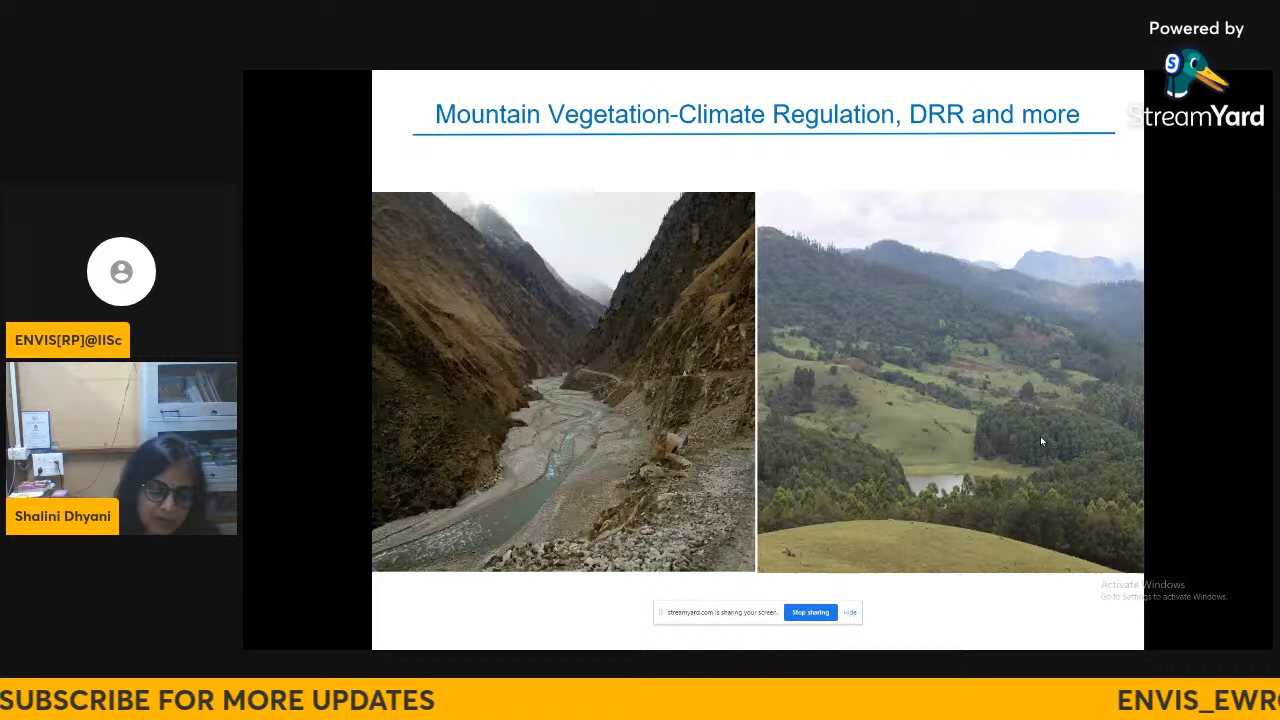 Powered by
StreamYard
Mountain Vegetation-Climate Regulation, DRR and more
ENVIS[RP]@IISc
Shalini Dhyani
Activate Windows
Go to Settings to activate Windows.
streamyard.com is sharing your screen.
Stop sharing
Hide
SUBSCRIBE FOR MORE UPDATES
ENVIS_EWR